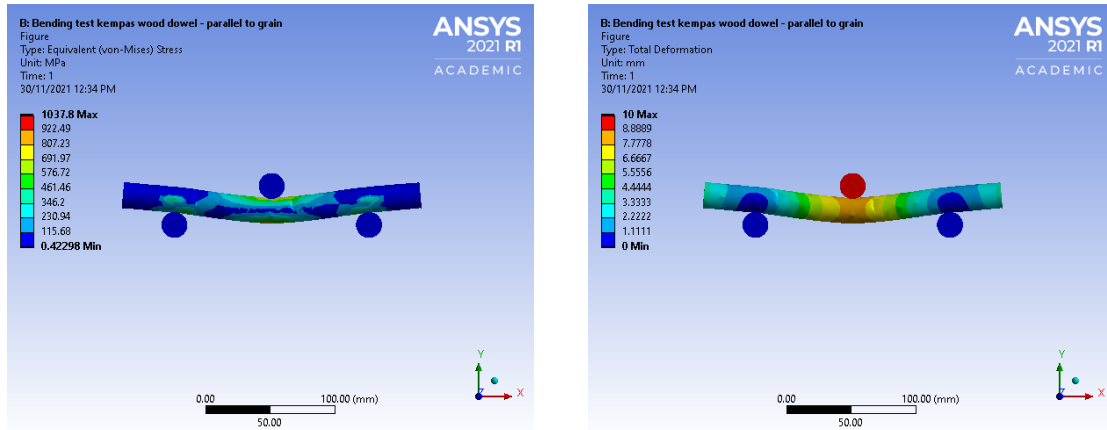 B: Bending test kempas wood dowel - parallel to grain
Figure
Type: Equivalent (von-Mises) Stress
Unit: MPa
Time: 1
30/11/2021 12:34 PM
ANSYS
2021 R1
ACADEMIC
1037.8 Max
922.49
807.23
691.97
576.72
461.46
346.2
230.94
115.68
0.42298 Min
0.00
100.00 (mm)
50.00
Y
Z
X
B: Bending test kempas wood dowel - parallel to grain
Figure
Type: Total Deformation
Unit: mm
Time: 1
30/11/2021 12:34 PM
ANSYS
2021 R1
ACADEMIC
10 Max
8.8889
7.7778
6.6667
5.5556
4.4444
3.3333
2.2222
1.1111
0 Min
0.00
100.00 (mm)
50.00
Y
Z
X